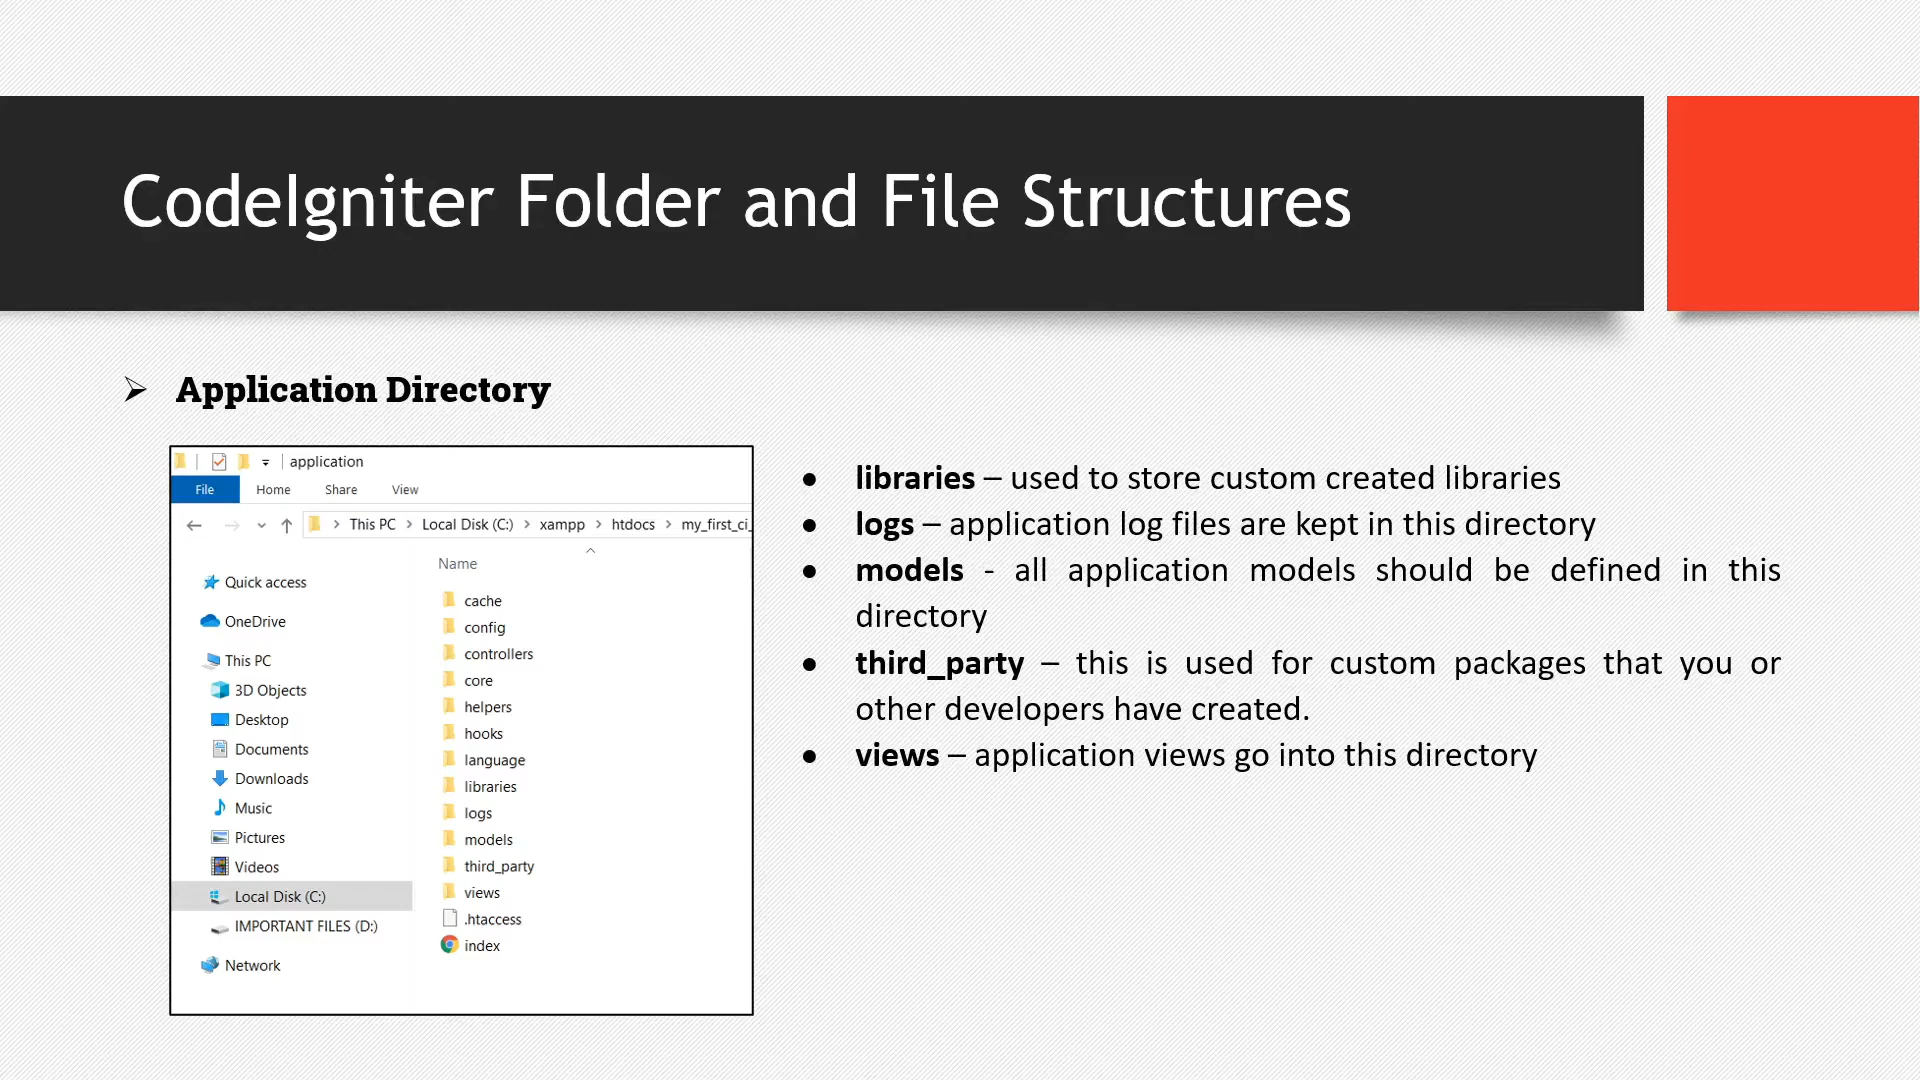 CodeIgniter Folder and File Structures
➢ Application Directory
application
File Home Share View
This PC > Local Disk (C:) > xampp > htdocs > my_first_ci_
Name
Quick access
OneDrive
This PC
3D Objects
Desktop
Documents
Downloads
Music
Pictures
Videos
Local Disk (C:)
IMPORTANT FILES (D:)
Network
cache
config
controllers
core
helpers
hooks
language
libraries
logs
models
third_party
views
.htaccess
index
● libraries – used to store custom created libraries
● logs – application log files are kept in this directory
● models - all application models should be defined in this
directory
● third_party – this is used for custom packages that you or
other developers have created.
● views – application views go into this directory